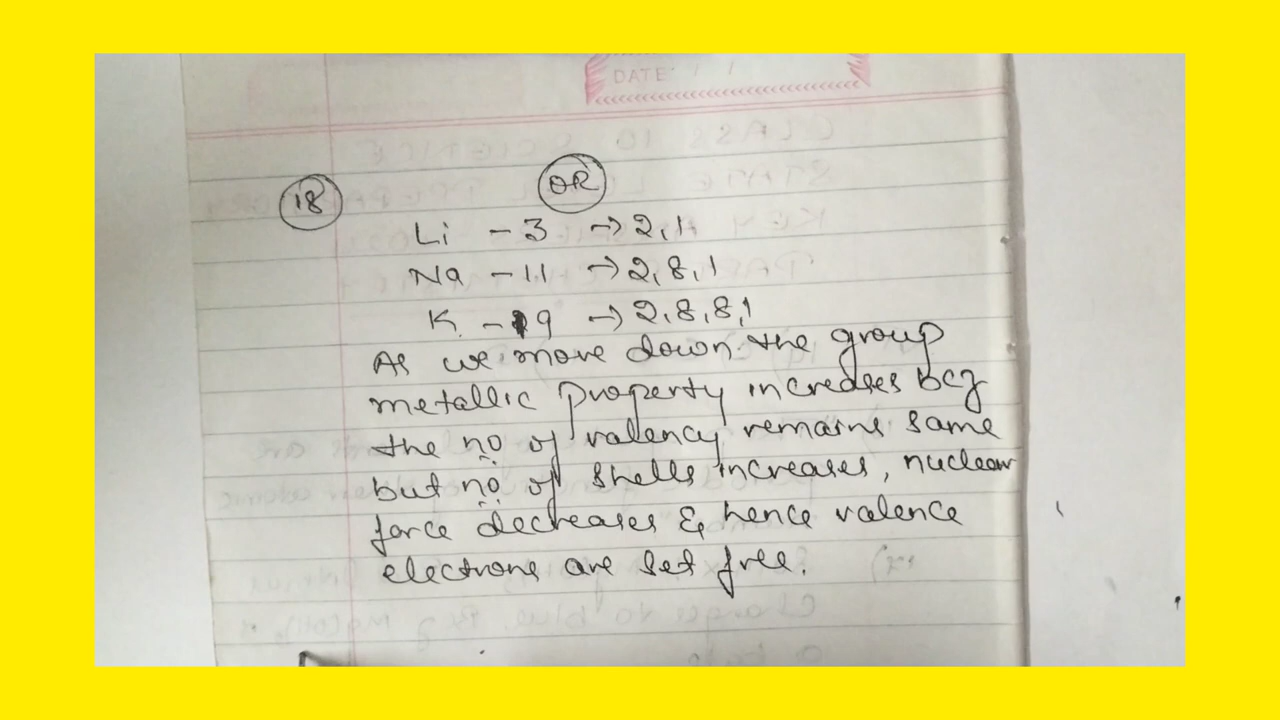 DATE / /
18
OR
Li - 3 → 2,1
Na - 11 → 2,8,1
K - 19 → 2,8,8,1
As we move down the group
metallic property increases bcz
the no of valency remains same
but no of shells increases, nuclear
force decreases & hence valence
electrons are set free.